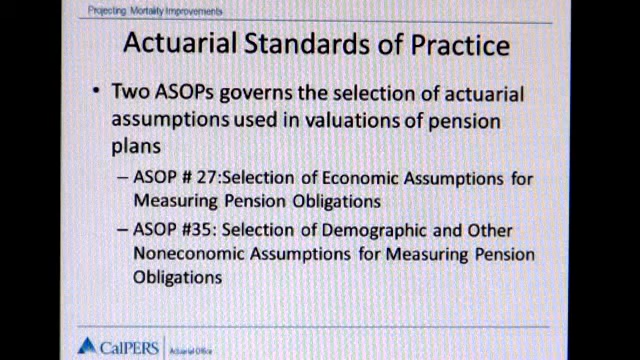 Projecting Mortality Improvements
Actuarial Standards of Practice
• Two ASOPs governs the selection of actuarial
assumptions used in valuations of pension
plans
– ASOP # 27:Selection of Economic Assumptions for
Measuring Pension Obligations
– ASOP #35: Selection of Demographic and Other
Noneconomic Assumptions for Measuring Pension
Obligations
CalPERS
Actuarial Office